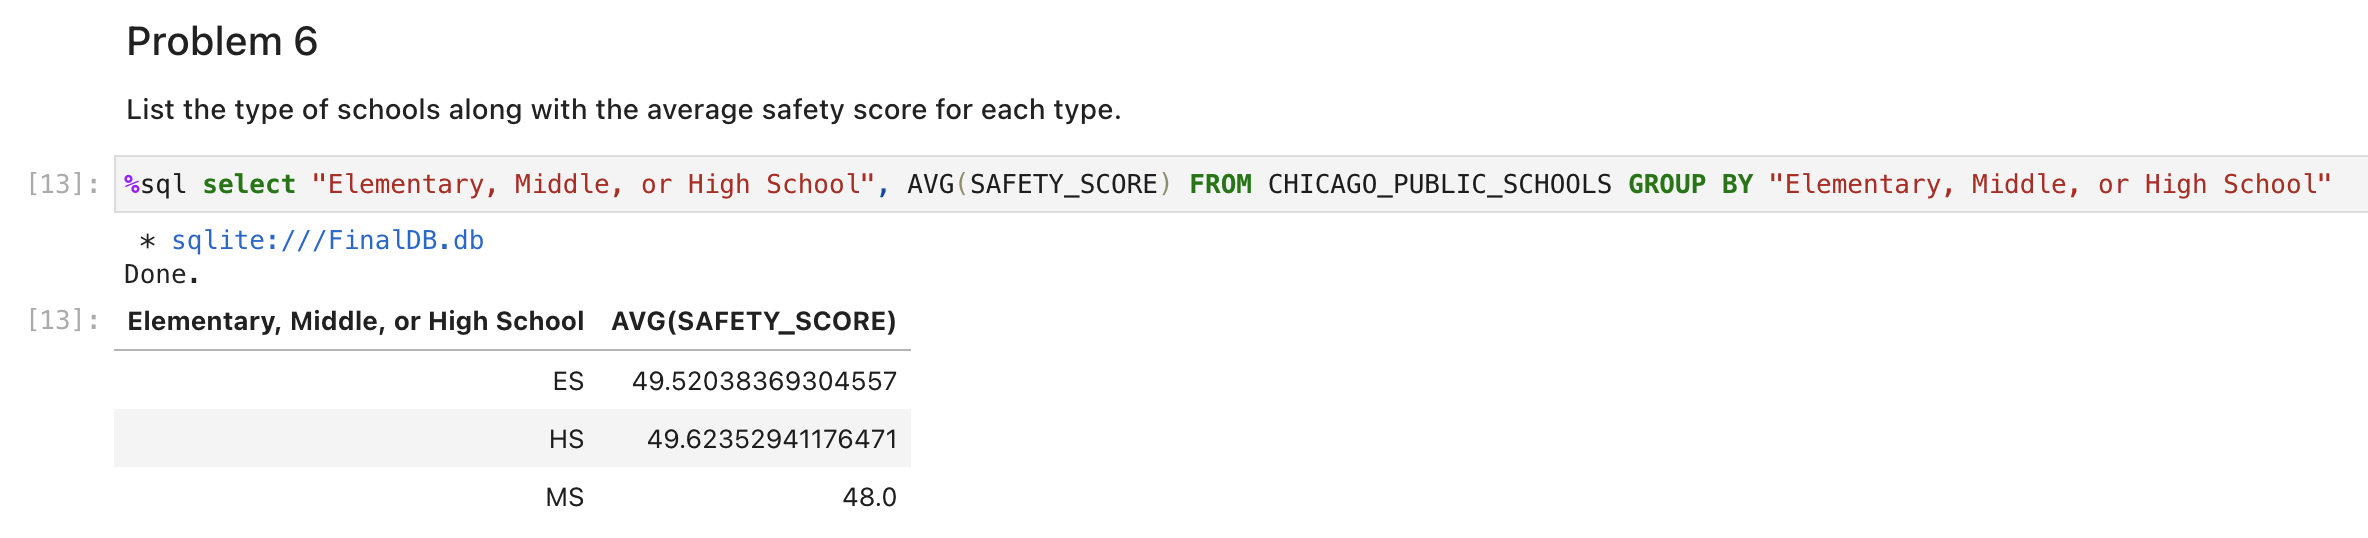 Problem 6
List the type of schools along with the average safety score for each type.
[13]: %sql select "Elementary, Middle, or High School", AVG(SAFETY_SCORE) FROM CHICAGO_PUBLIC_SCHOOLS GROUP BY "Elementary, Middle, or High School"
* sqlite:///FinalDB.db
Done.
[13]: Elementary, Middle, or High School AVG(SAFETY_SCORE)
ES 49.52038369304557
HS 49.62352941176471
MS 48.0